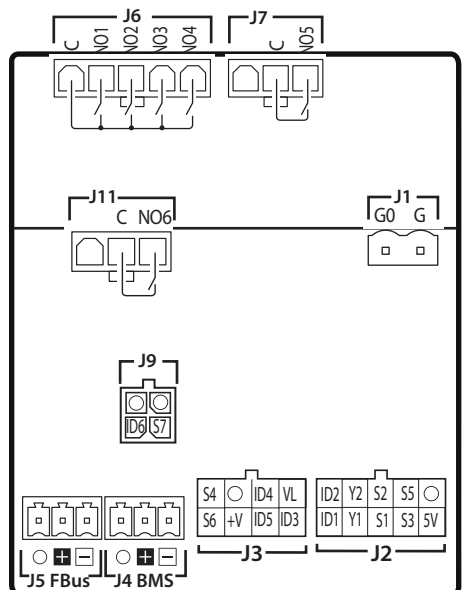 J6 J7
C NO1 NO2 NO3 NO4 C NO5
J11 J1
C NO6 G0 G
J9
ID6 S7
S4 ID4 VL ID2 Y2 S2 S5
S6 +V ID5 ID3 ID1 Y1 S1 S3 5V
J3 J2
+ − + −
J5 FBus J4 BMS